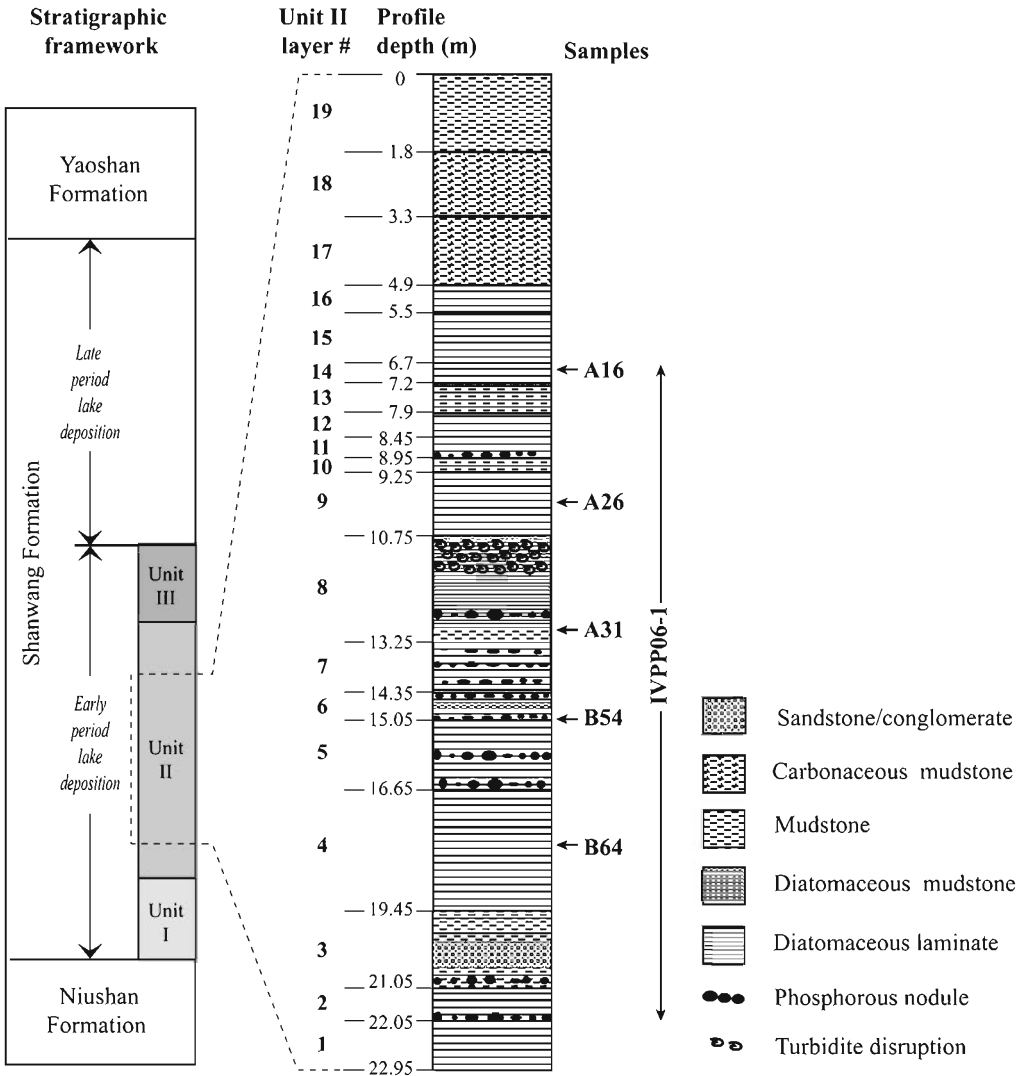 Stratigraphic
framework
Unit II
layer #
Profile
depth (m)
Samples
Yaoshan
Formation
Shanwang Formation
Late
period
lake
deposition
Early
period
lake
deposition
Unit
III
Unit
II
Unit
I
Niushan
Formation
0
19
1.8
18
3.3
17
4.9
16
5.5
15
6.7
14
A16
7.2
13
7.9
12
8.45
11
8.95
10
9.25
9
A26
10.75
8
A31
13.25
7
14.35
6
15.05
B54
5
16.65
4
B64
19.45
3
21.05
2
22.05
1
22.95
IVPP06-1
Sandstone/conglomerate
Carbonaceous mudstone
Mudstone
Diatomaceous mudstone
Diatomaceous laminate
Phosphorous nodule
Turbidite disruption